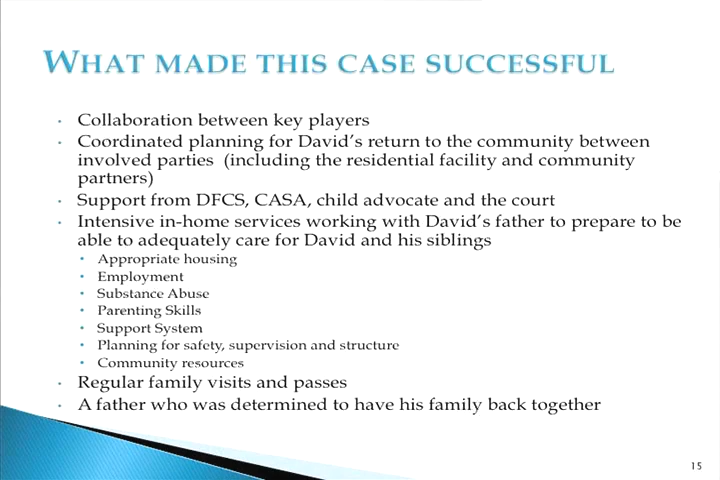 WHAT MADE THIS CASE SUCCESSFUL
• Collaboration between key players
• Coordinated planning for David's return to the community between
involved parties (including the residential facility and community
partners)
• Support from DFCS, CASA, child advocate and the court
• Intensive in-home services working with David's father to prepare to be
able to adequately care for David and his siblings
• Appropriate housing
• Employment
• Substance Abuse
• Parenting Skills
• Support System
• Planning for safety, supervision and structure
• Community resources
• Regular family visits and passes
• A father who was determined to have his family back together
15